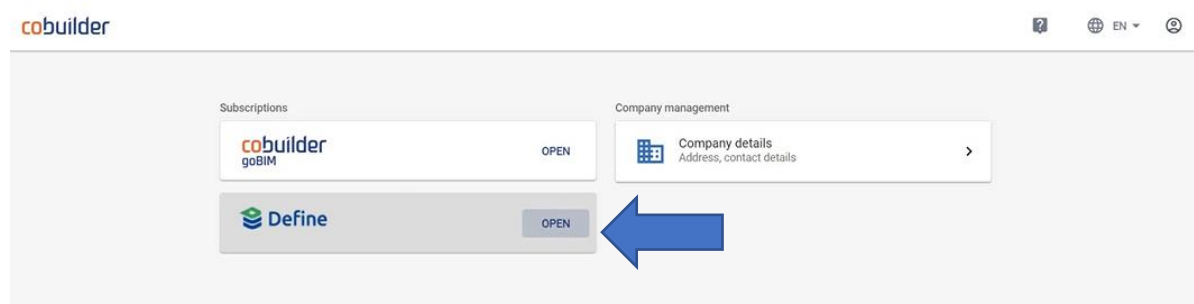 cobuilder
EN
Subscriptions
cobuilder
goBIM
OPEN
Define
OPEN
Company management
Company details
Address, contact details